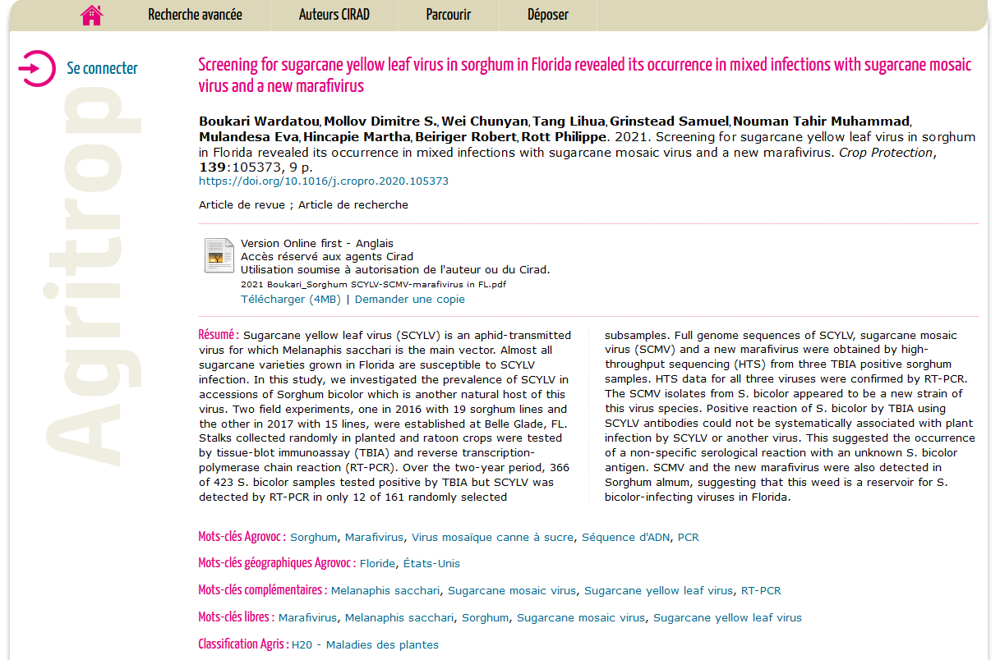 Recherche avancée Auteurs CIRAD Parcourir Déposer
Se connecter
Agritrop
Screening for sugarcane yellow leaf virus in sorghum in Florida revealed its occurrence in mixed infections with sugarcane mosaic
virus and a new marafivirus
Boukari Wardatou, Mollov Dimitre S., Wei Chunyan, Tang Lihua, Grinstead Samuel, Nouman Tahir Muhammad,
Mulandesa Eva, Hincapie Martha, Beiriger Robert, Rott Philippe. 2021. Screening for sugarcane yellow leaf virus in sorghum
in Florida revealed its occurrence in mixed infections with sugarcane mosaic virus and a new marafivirus. Crop Protection,
139:105373, 9 p.
https://doi.org/10.1016/j.cropro.2020.105373
Article de revue ; Article de recherche
Version Online first - Anglais
Accès réservé aux agents Cirad
Utilisation soumise à autorisation de l'auteur ou du Cirad.
2021 Boukari_Sorghum SCYLV-SCMV-marafivirus in FL.pdf
Télécharger (4MB) | Demander une copie
Résumé : Sugarcane yellow leaf virus (SCYLV) is an aphid-transmitted
virus for which Melanaphis sacchari is the main vector. Almost all
sugarcane varieties grown in Florida are susceptible to SCYLV
infection. In this study, we investigated the prevalence of SCYLV in
accessions of Sorghum bicolor which is another natural host of this
virus. Two field experiments, one in 2016 with 19 sorghum lines and
the other in 2017 with 15 lines, were established at Belle Glade, FL.
Stalks collected randomly in planted and ratoon crops were tested
by tissue-blot immunoassay (TBIA) and reverse transcription-
polymerase chain reaction (RT-PCR). Over the two-year period, 366
of 423 S. bicolor samples tested positive by TBIA but SCYLV was
detected by RT-PCR in only 12 of 161 randomly selected
subsamples. Full genome sequences of SCYLV, sugarcane mosaic
virus (SCMV) and a new marafivirus were obtained by high-
throughput sequencing (HTS) from three TBIA positive sorghum
samples. HTS data for all three viruses were confirmed by RT-PCR.
The SCMV isolates from S. bicolor appeared to be a new strain of
this virus species. Positive reaction of S. bicolor by TBIA using
SCYLV antibodies could not be systematically associated with plant
infection by SCYLV or another virus. This suggested the occurrence
of a non-specific serological reaction with an unknown S. bicolor
antigen. SCMV and the new marafivirus were also detected in
Sorghum almum, suggesting that this weed is a reservoir for S.
bicolor-infecting viruses in Florida.
Mots-clés Agrovoc : Sorghum, Marafivirus, Virus mosaïque canne à sucre, Séquence d'ADN, PCR
Mots-clés géographiques Agrovoc : Floride, États-Unis
Mots-clés complémentaires : Melanaphis sacchari, Sugarcane mosaic virus, Sugarcane yellow leaf virus, RT-PCR
Mots-clés libres : Marafivirus, Melanaphis sacchari, Sorghum, Sugarcane mosaic virus, Sugarcane yellow leaf virus
Classification Agris : H20 - Maladies des plantes